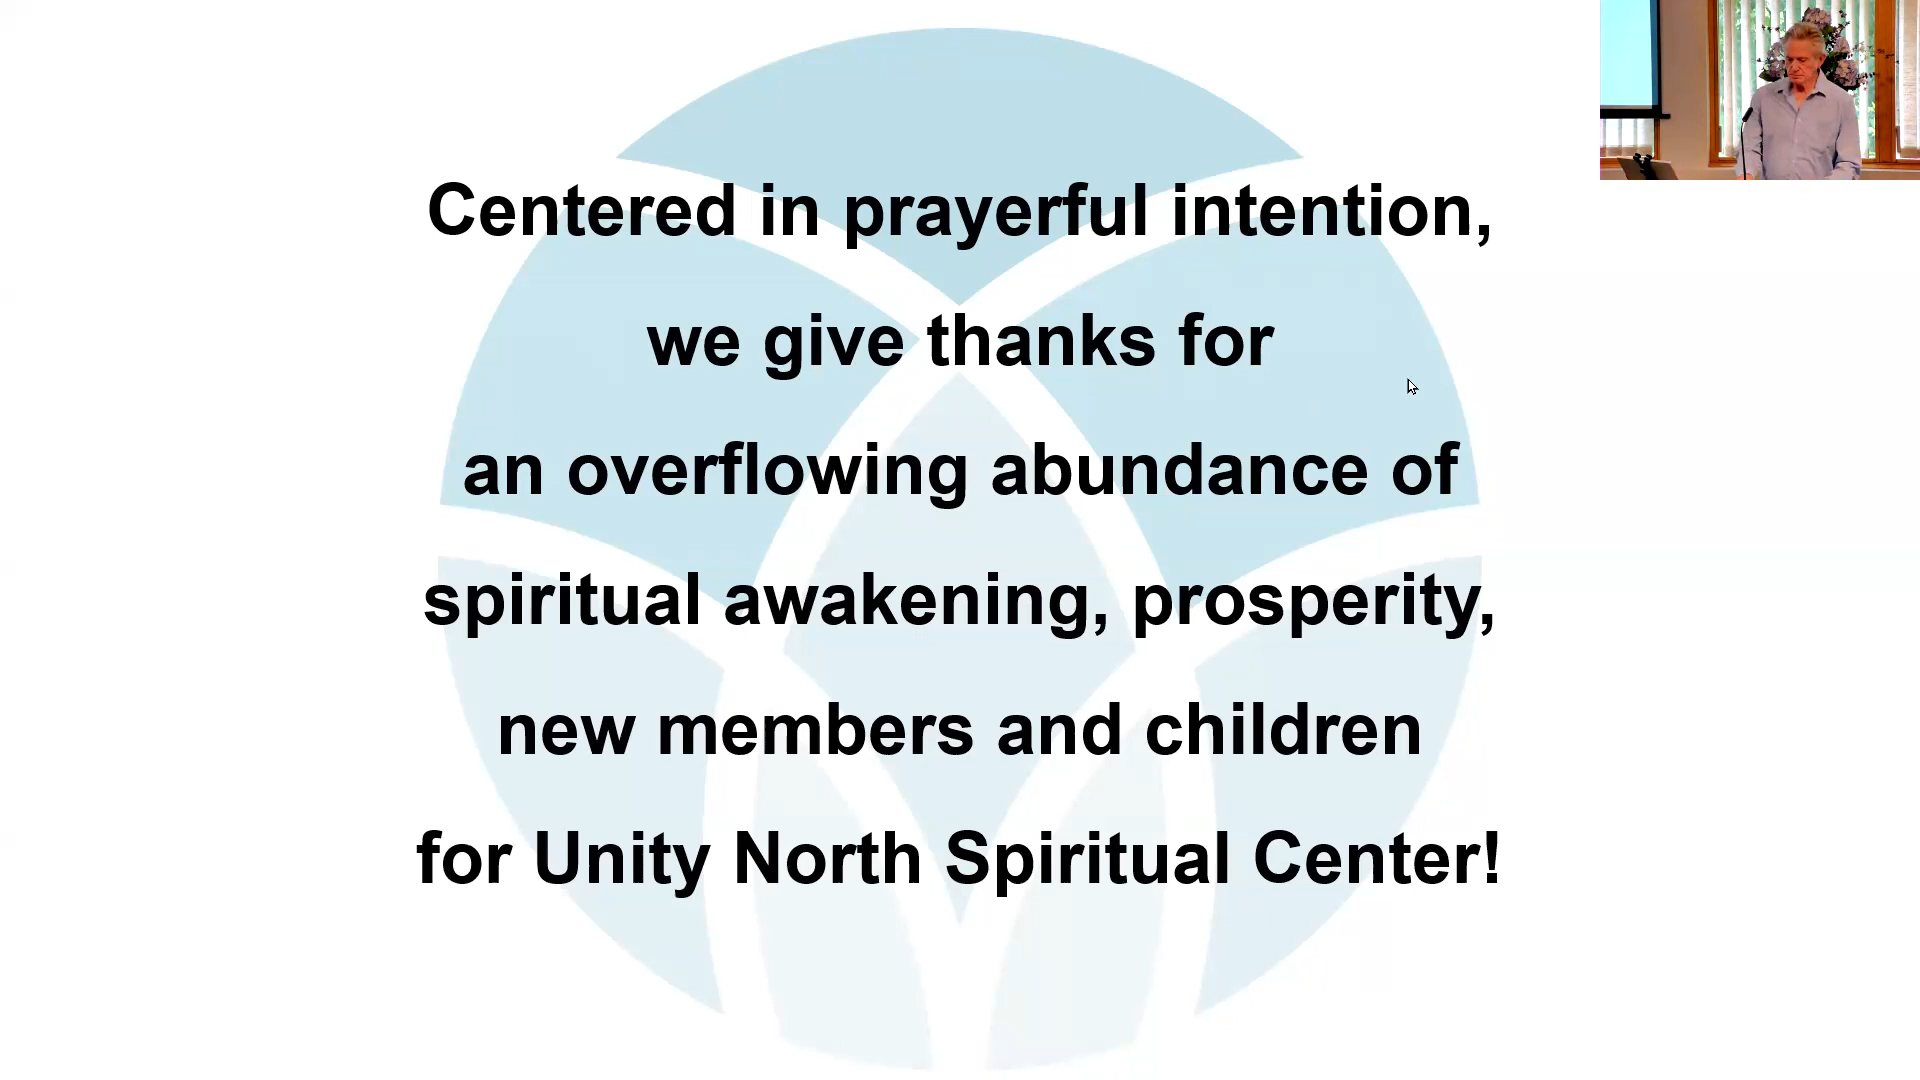 Centered in prayerful intention,
we give thanks for
an overflowing abundance of
spiritual awakening, prosperity,
new members and children
for Unity North Spiritual Center!